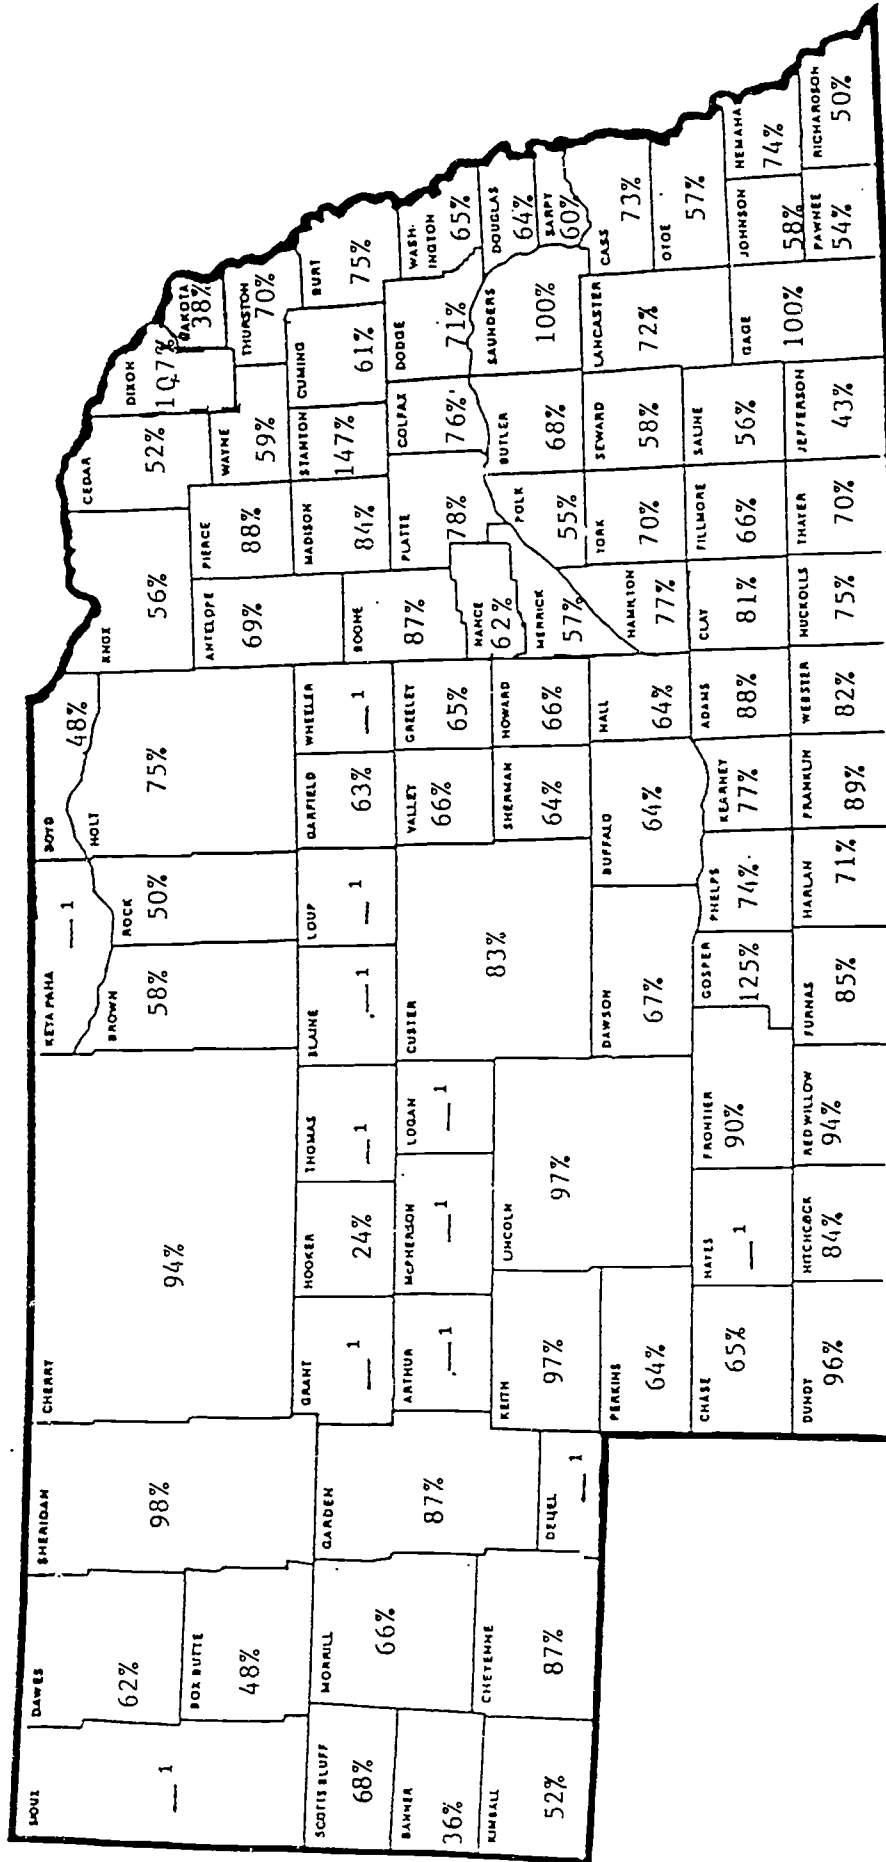 SIOUX
— 1
DAWES
62%
BOX BUTTE
48%
SHERIDAN
98%
CHERRY
94%
KEYA PAHA
— 1
BROWN
58%
ROCK
50%
BOYD
48%
HOLT
75%
KNOX
56%
CEDAR
52%
DIXON
107%
DAKOTA
38%
SCOTTS BLUFF
68%
BANNER
36%
KIMBALL
52%
MORRILL
66%
CHEYENNE
87%
GARDEN
87%
DEUEL
— 1
GRANT
— 1
HOOKER
24%
THOMAS
— 1
BLAINE
— 1
LOUP
— 1
GARFIELD
63%
WHEELER
— 1
ANTELOPE
69%
PIERCE
88%
WAYNE
59%
THURSTON
70%
ARTHUR
— 1
McPHERSON
— 1
LOGAN
— 1
CUSTER
83%
VALLEY
66%
GREELEY
65%
BOONE
87%
MADISON
84%
STANTON
147%
CUMING
61%
BURT
75%
KEITH
97%
LINCOLN
97%
SHERMAN
64%
HOWARD
66%
NANCE
62%
PLATTE
78%
COLFAX
76%
DODGE
71%
WASH-
INGTON
65%
PERKINS
64%
DAWSON
67%
BUFFALO
64%
HALL
64%
MERRICK
57%
POLK
55%
BUTLER
68%
SAUNDERS
100%
DOUGLAS
64%
SARPY
60%
CHASE
65%
HAYES
— 1
FRONTIER
90%
GOSPER
125%
PHELPS
74%
KEARNEY
77%
ADAMS
88%
HAMILTON
77%
CLAY
81%
YORK
70%
FILLMORE
66%
SEWARD
58%
SALINE
56%
LANCASTER
72%
CASS
73%
OTOE
57%
DUNDY
96%
HITCHCOCK
84%
RED WILLOW
94%
FURNAS
85%
HARLAN
71%
FRANKLIN
89%
WEBSTER
82%
NUCKOLLS
75%
THAYER
70%
JEFFERSON
43%
GAGE
100%
JOHNSON
58%
NEMAHA
74%
PAWNEE
54%
RICHARDSON
50%